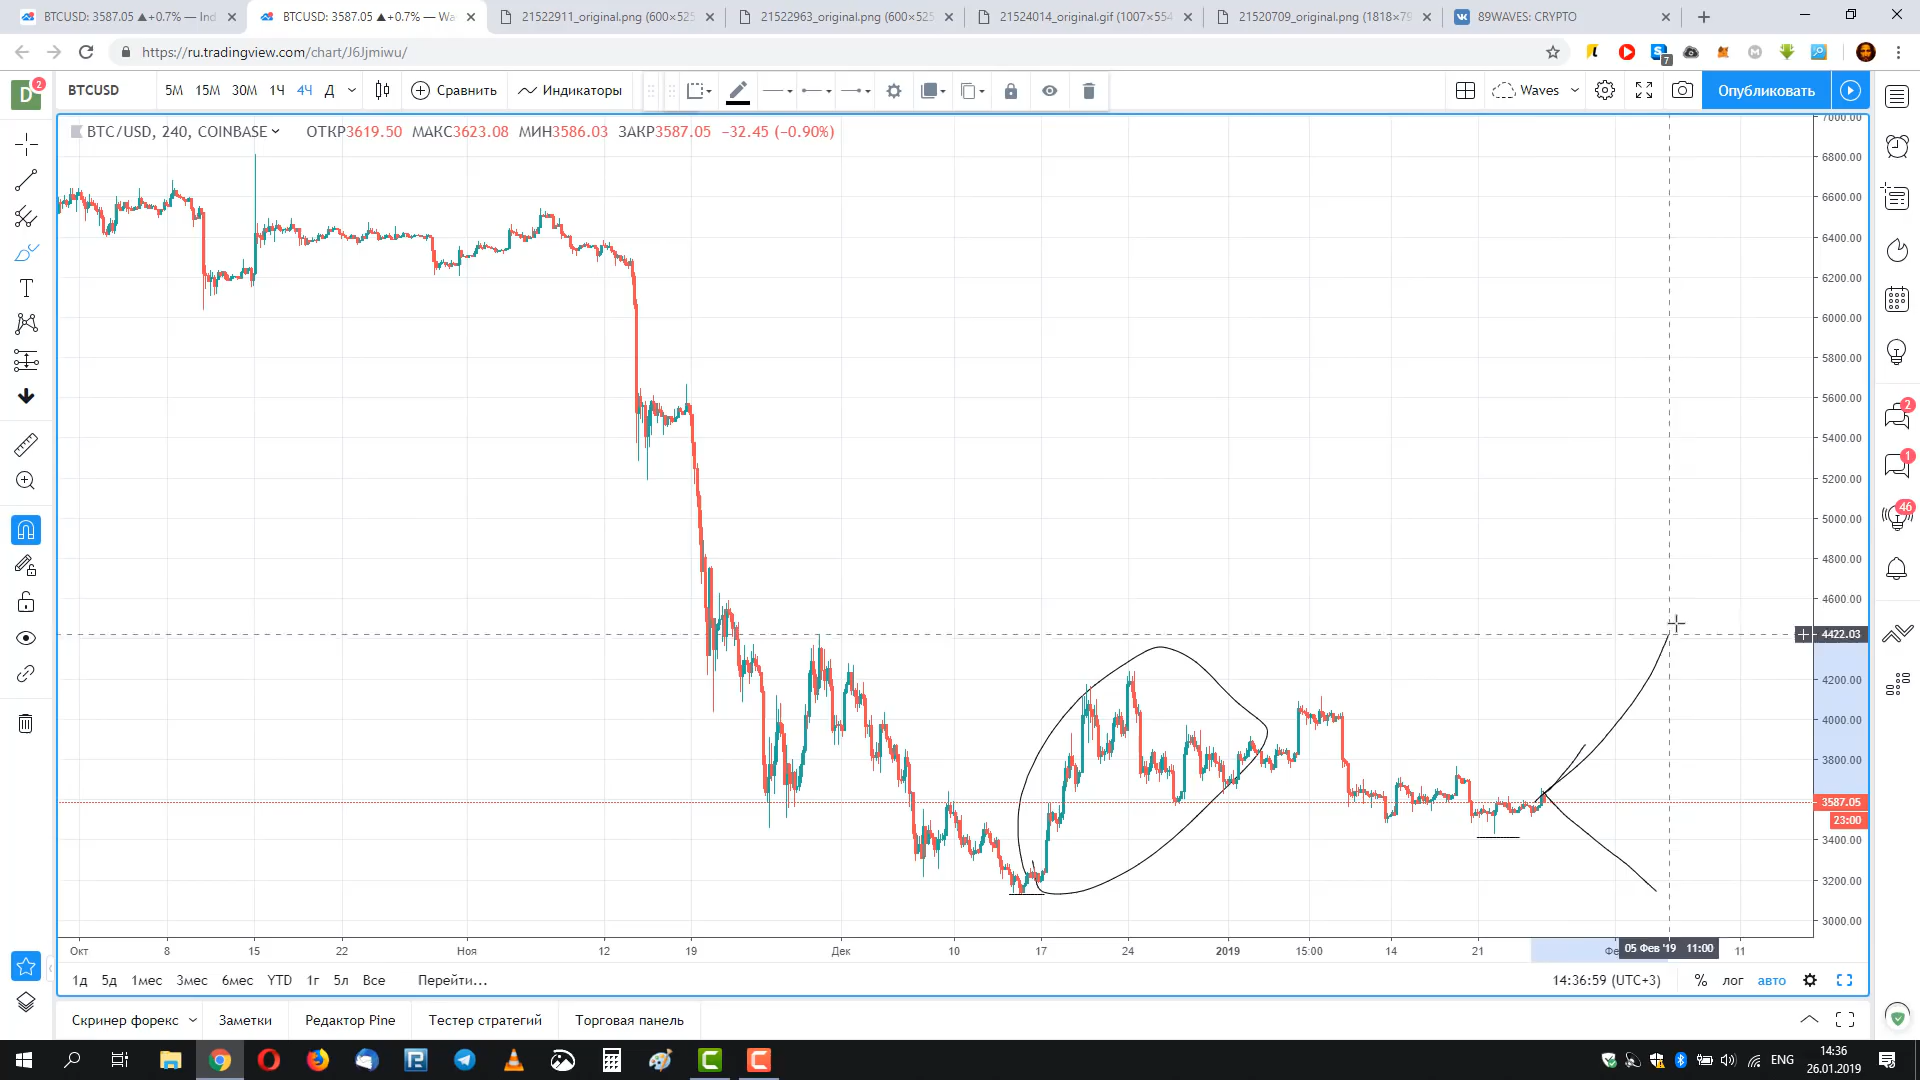 BTCUSD: 3587.05 ▲+0.7% — Ind
BTCUSD: 3587.05 ▲+0.7% — Wa
21522911_original.png (600×525
21522963_original.png (600×525
21524014_original.gif (1007×554
21520709_original.png (1818×79
89WAVES: CRYPTO
https://ru.tradingview.com/chart/J6Jjmiwu/
7
D
2
BTCUSD
5М
15М
30М
1Ч
4Ч
Д
Сравнить
Индикаторы
Waves
Опубликовать
BTC/USD, 240, COINBASE
ОТКР3619.50
МАКС3623.08
МИН3586.03
ЗАКР3587.05
−32.45 (−0.90%)
7000.00
6800.00
6600.00
6400.00
6200.00
6000.00
5800.00
5600.00
5400.00
5200.00
5000.00
4800.00
4600.00
4422.03
4200.00
4000.00
3800.00
3587.05
23:00
3400.00
3200.00
3000.00
2
1
46
Окт
8
15
22
Ноя
12
19
Дек
10
17
24
2019
15:00
14
21
05 Фев '19 11:00
11
1д
5д
1мес
3мес
6мес
YTD
1г
5л
Все
Перейти...
14:36:59 (UTC+3)
%
лог
авто
Скринер форекс
Заметки
Редактор Pine
Тестер стратегий
Торговая панель
ENG
14:36
26.01.2019